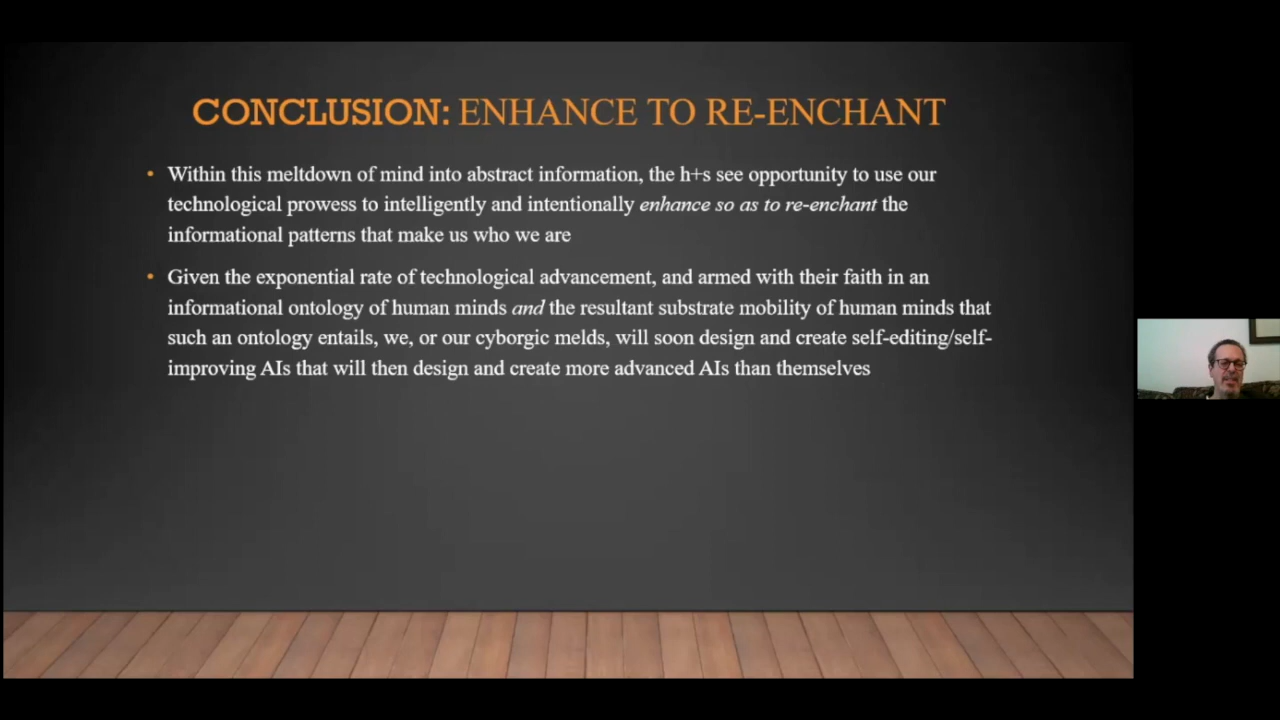 CONCLUSION: ENHANCE TO RE-ENCHANT
• Within this meltdown of mind into abstract information, the h+s see opportunity to use our
technological prowess to intelligently and intentionally enhance so as to re-enchant the
informational patterns that make us who we are
• Given the exponential rate of technological advancement, and armed with their faith in an
informational ontology of human minds and the resultant substrate mobility of human minds that
such an ontology entails, we, or our cyborgic melds, will soon design and create self-editing/self-
improving AIs that will then design and create more advanced AIs than themselves